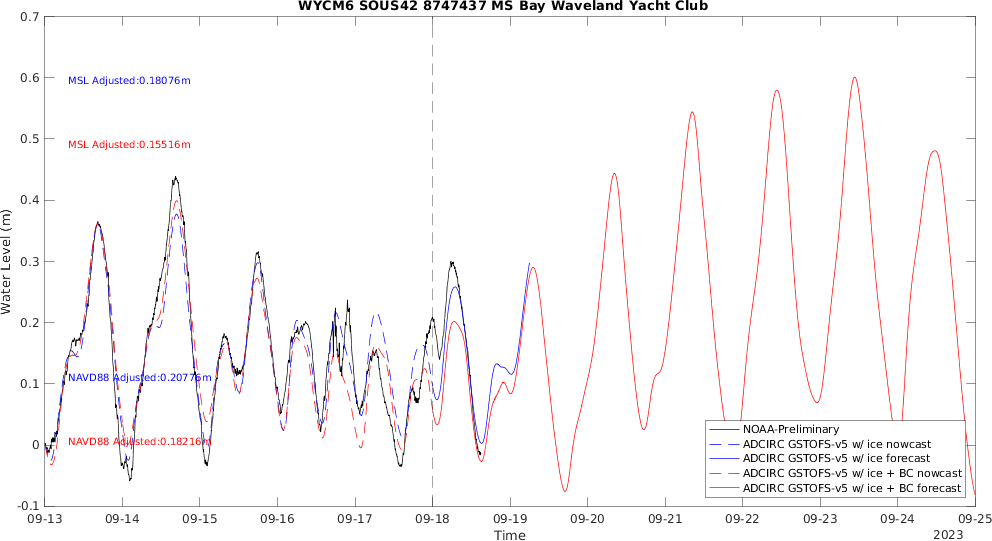 WYCM6 SOUS42 8747437 MS Bay Waveland Yacht Club
0.7
0.6
0.5
0.4
0.3
0.2
0.1
0
-0.1
Water Level (m)
MSL Adjusted:0.18076m
MSL Adjusted:0.15516m
NAVD88 Adjusted:0.20776m
NAVD88 Adjusted:0.18216m
NOAA-Preliminary
ADCIRC GSTOFS-v5 w/ ice nowcast
ADCIRC GSTOFS-v5 w/ ice forecast
ADCIRC GSTOFS-v5 w/ ice + BC nowcast
ADCIRC GSTOFS-v5 w/ ice + BC forecast
09-13 09-14 09-15 09-16 09-17 09-18 09-19 09-20 09-21 09-22 09-23 09-24 09-25
Time
2023